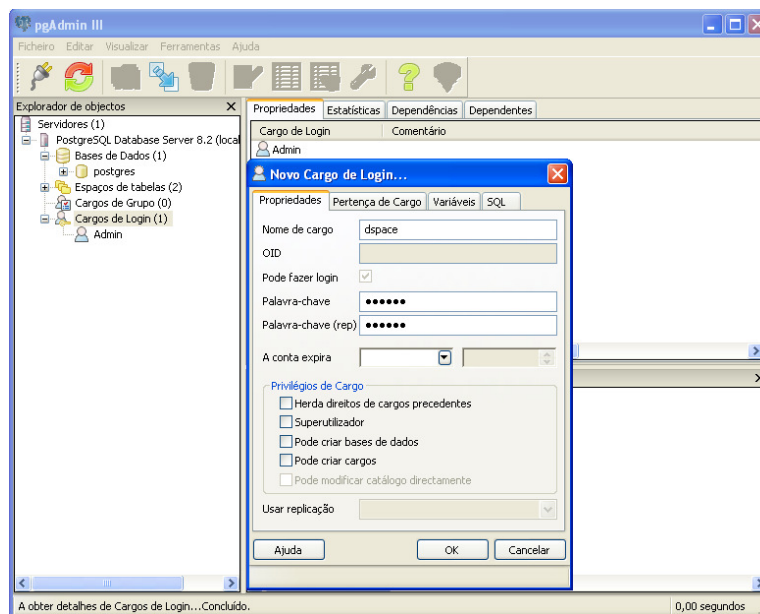 pgAdmin III
Ficheiro Editar Visualizar Ferramentas Ajuda
Explorador de objectos
Servidores (1)
PostgreSQL Database Server 8.2 (local
Bases de Dados (1)
postgres
Espaços de tabelas (2)
Cargos de Grupo (0)
Cargos de Login (1)
Admin
Propriedades Estatísticas Dependências Dependentes
Cargo de Login Comentário
Admin
Novo Cargo de Login...
Propriedades Pertença de Cargo Variáveis SQL
Nome de cargo dspace
OID
Pode fazer login
Palavra-chave ••••••
Palavra-chave (rep) ••••••
A conta expira
Privilégios de Cargo
Herda direitos de cargos precedentes
Superutilizador
Pode criar bases de dados
Pode criar cargos
Pode modificar catálogo directamente
Usar replicação
Ajuda OK Cancelar
A obter detalhes de Cargos de Login...Concluído. 0,00 segundos